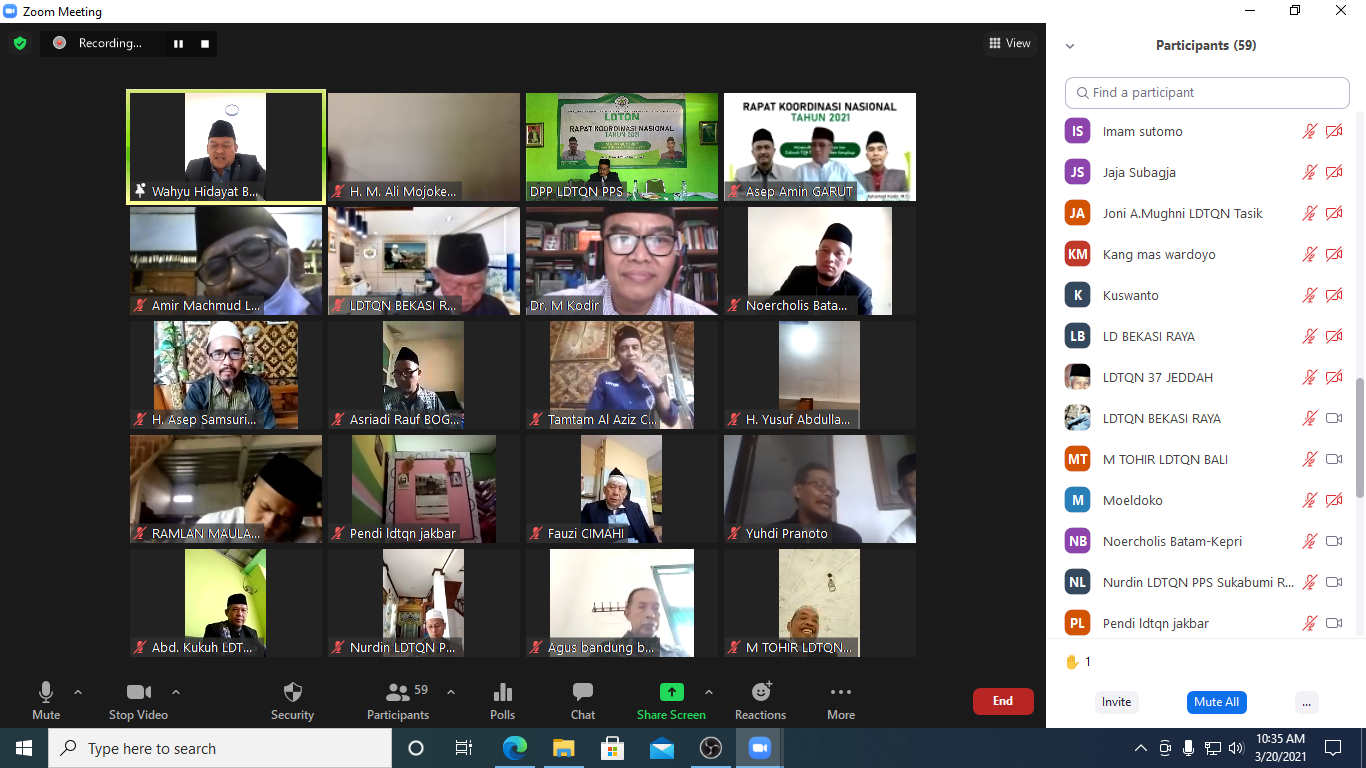 Zoom Meeting
Recording...
View
Wahyu Hidayat B...
H. M. Ali Mojoke...
LDTQN
RAPAT KOORDINASI NASIONAL
TAHUN 2021
DPP LDTQN PPS
RAPAT KOORDINASI NASIONAL
TAHUN 2021
Asep Amin GARUT
Amir Machmud L...
LDTQN BEKASI R...
Dr. M Kodir
Noercholis Bata...
H. Asep Samsuri...
Asriadi Rauf BOG...
Tamtam Al Aziz C...
H. Yusuf Abdulla...
RAMLAN MAULA...
Pendi ldtqn jakbar
Fauzi CIMAHI
Yuhdi Pranoto
Abd. Kukuh LDT...
Nurdin LDTQN P...
Agus bandung b...
M TOHIR LDTQN...
Mute
Stop Video
Security
59
Participants
Polls
Chat
Share Screen
Reactions
More
End
Participants (59)
Find a participant
IS Imam sutomo
JS Jaja Subagja
JA Joni A.Mughni LDTQN Tasik
KM Kang mas wardoyo
K Kuswanto
LB LD BEKASI RAYA
LDTQN 37 JEDDAH
LDTQN BEKASI RAYA
MT M TOHIR LDTQN BALI
M Moeldoko
NB Noercholis Batam-Kepri
NL Nurdin LDTQN PPS Sukabumi R...
PL Pendi ldtqn jakbar
1
Invite
Mute All
...
Type here to search
10:35 AM
3/20/2021